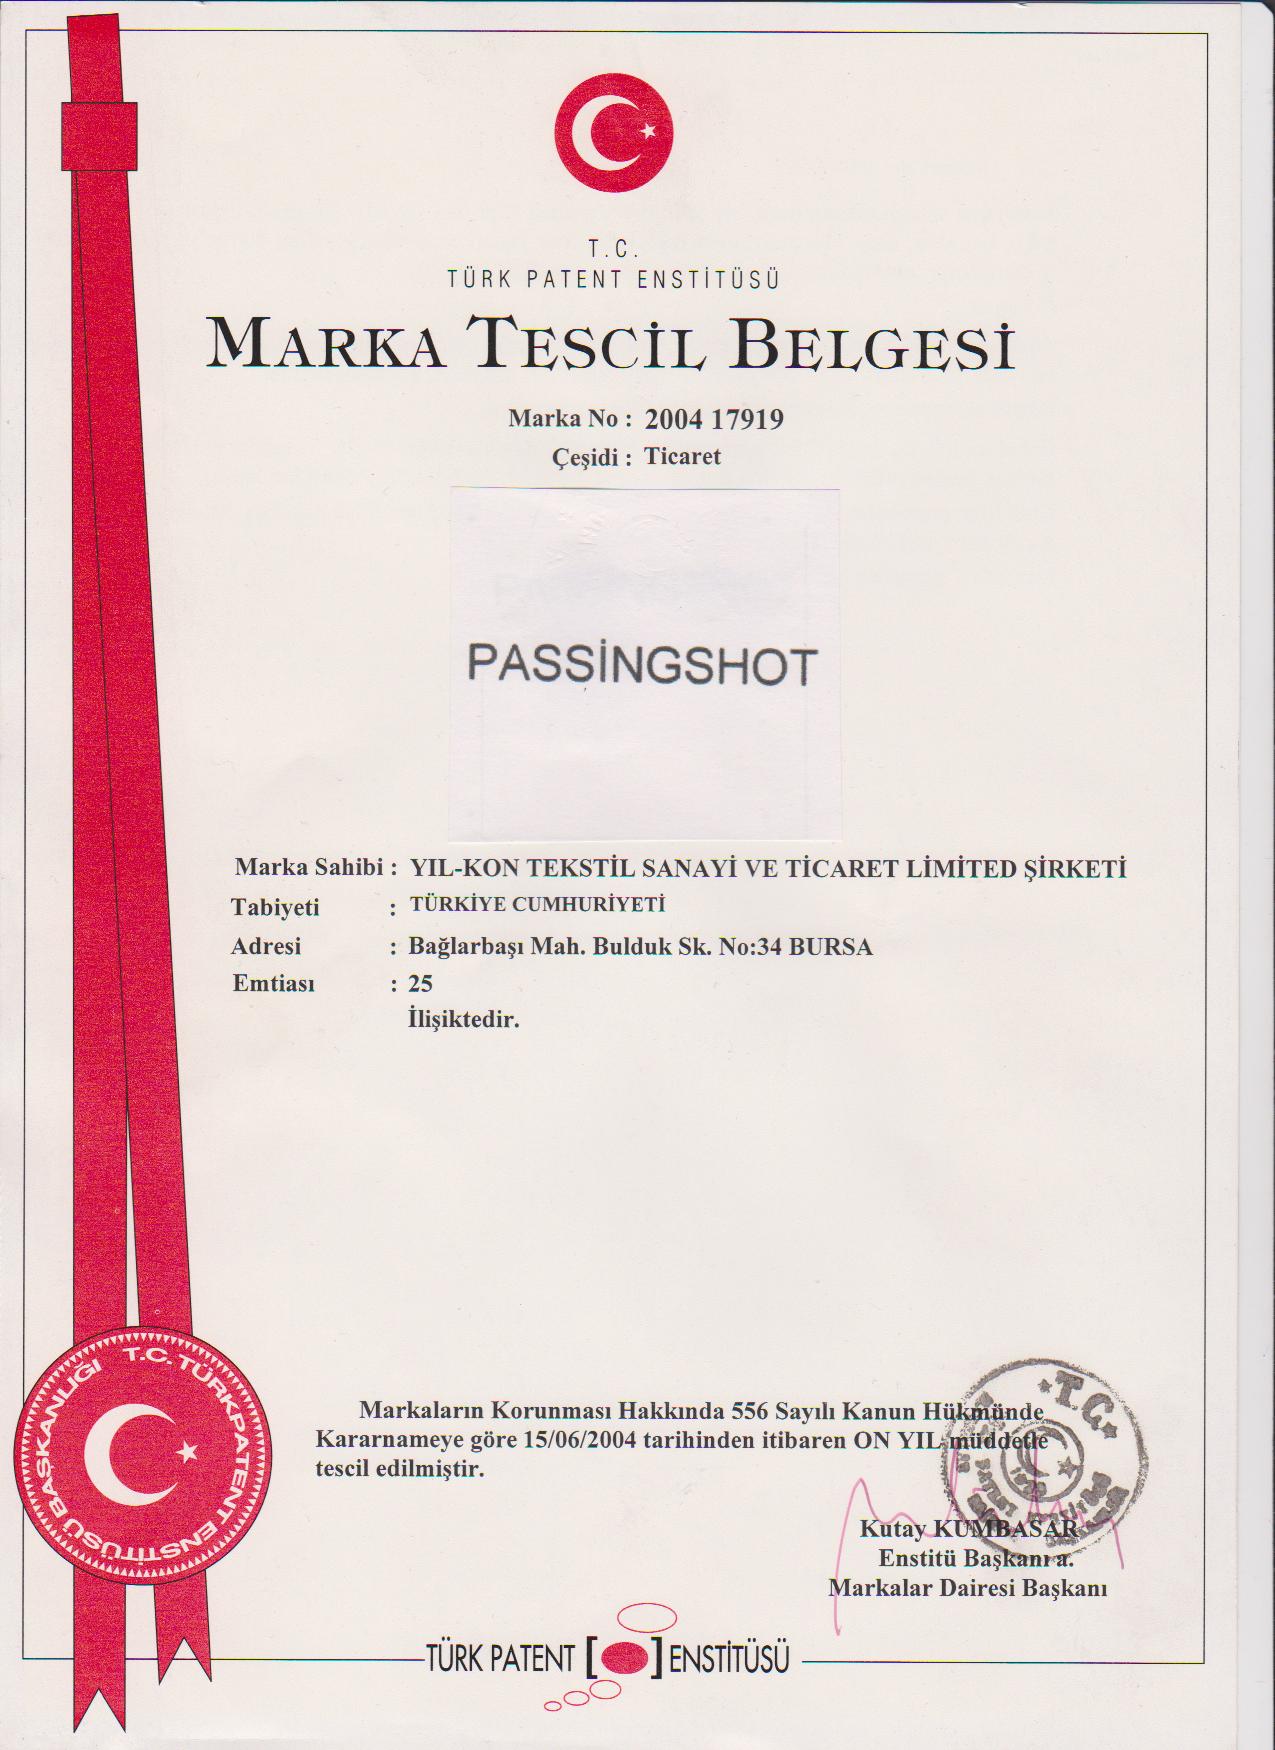 T.C.
TÜRK PATENT ENSTİTÜSÜ
MARKA TESCİL BELGESİ
Marka No : 2004 17919
Çeşidi : Ticaret
PASSİNGSHOT
Marka Sahibi : YIL-KON TEKSTİL SANAYİ VE TİCARET LİMİTED ŞİRKETİ
Tabiyeti : TÜRKİYE CUMHURİYETİ
Adresi : Bağlarbaşı Mah. Bulduk Sk. No:34 BURSA
Emtiası : 25
İlişiktedir.
T.C. TÜRK PATENT ENSTİTÜSÜ BAŞKANLIĞI
Markaların Korunması Hakkında 556 Sayılı Kanun Hükmünde
Kararnameye göre 15/06/2004 tarihinden itibaren ON YIL müddetle
tescil edilmiştir.
T.C.
Kutay KUMBASAR
Enstitü Başkanı a.
Markalar Dairesi Başkanı
TÜRK PATENT [ ] ENSTİTÜSÜ